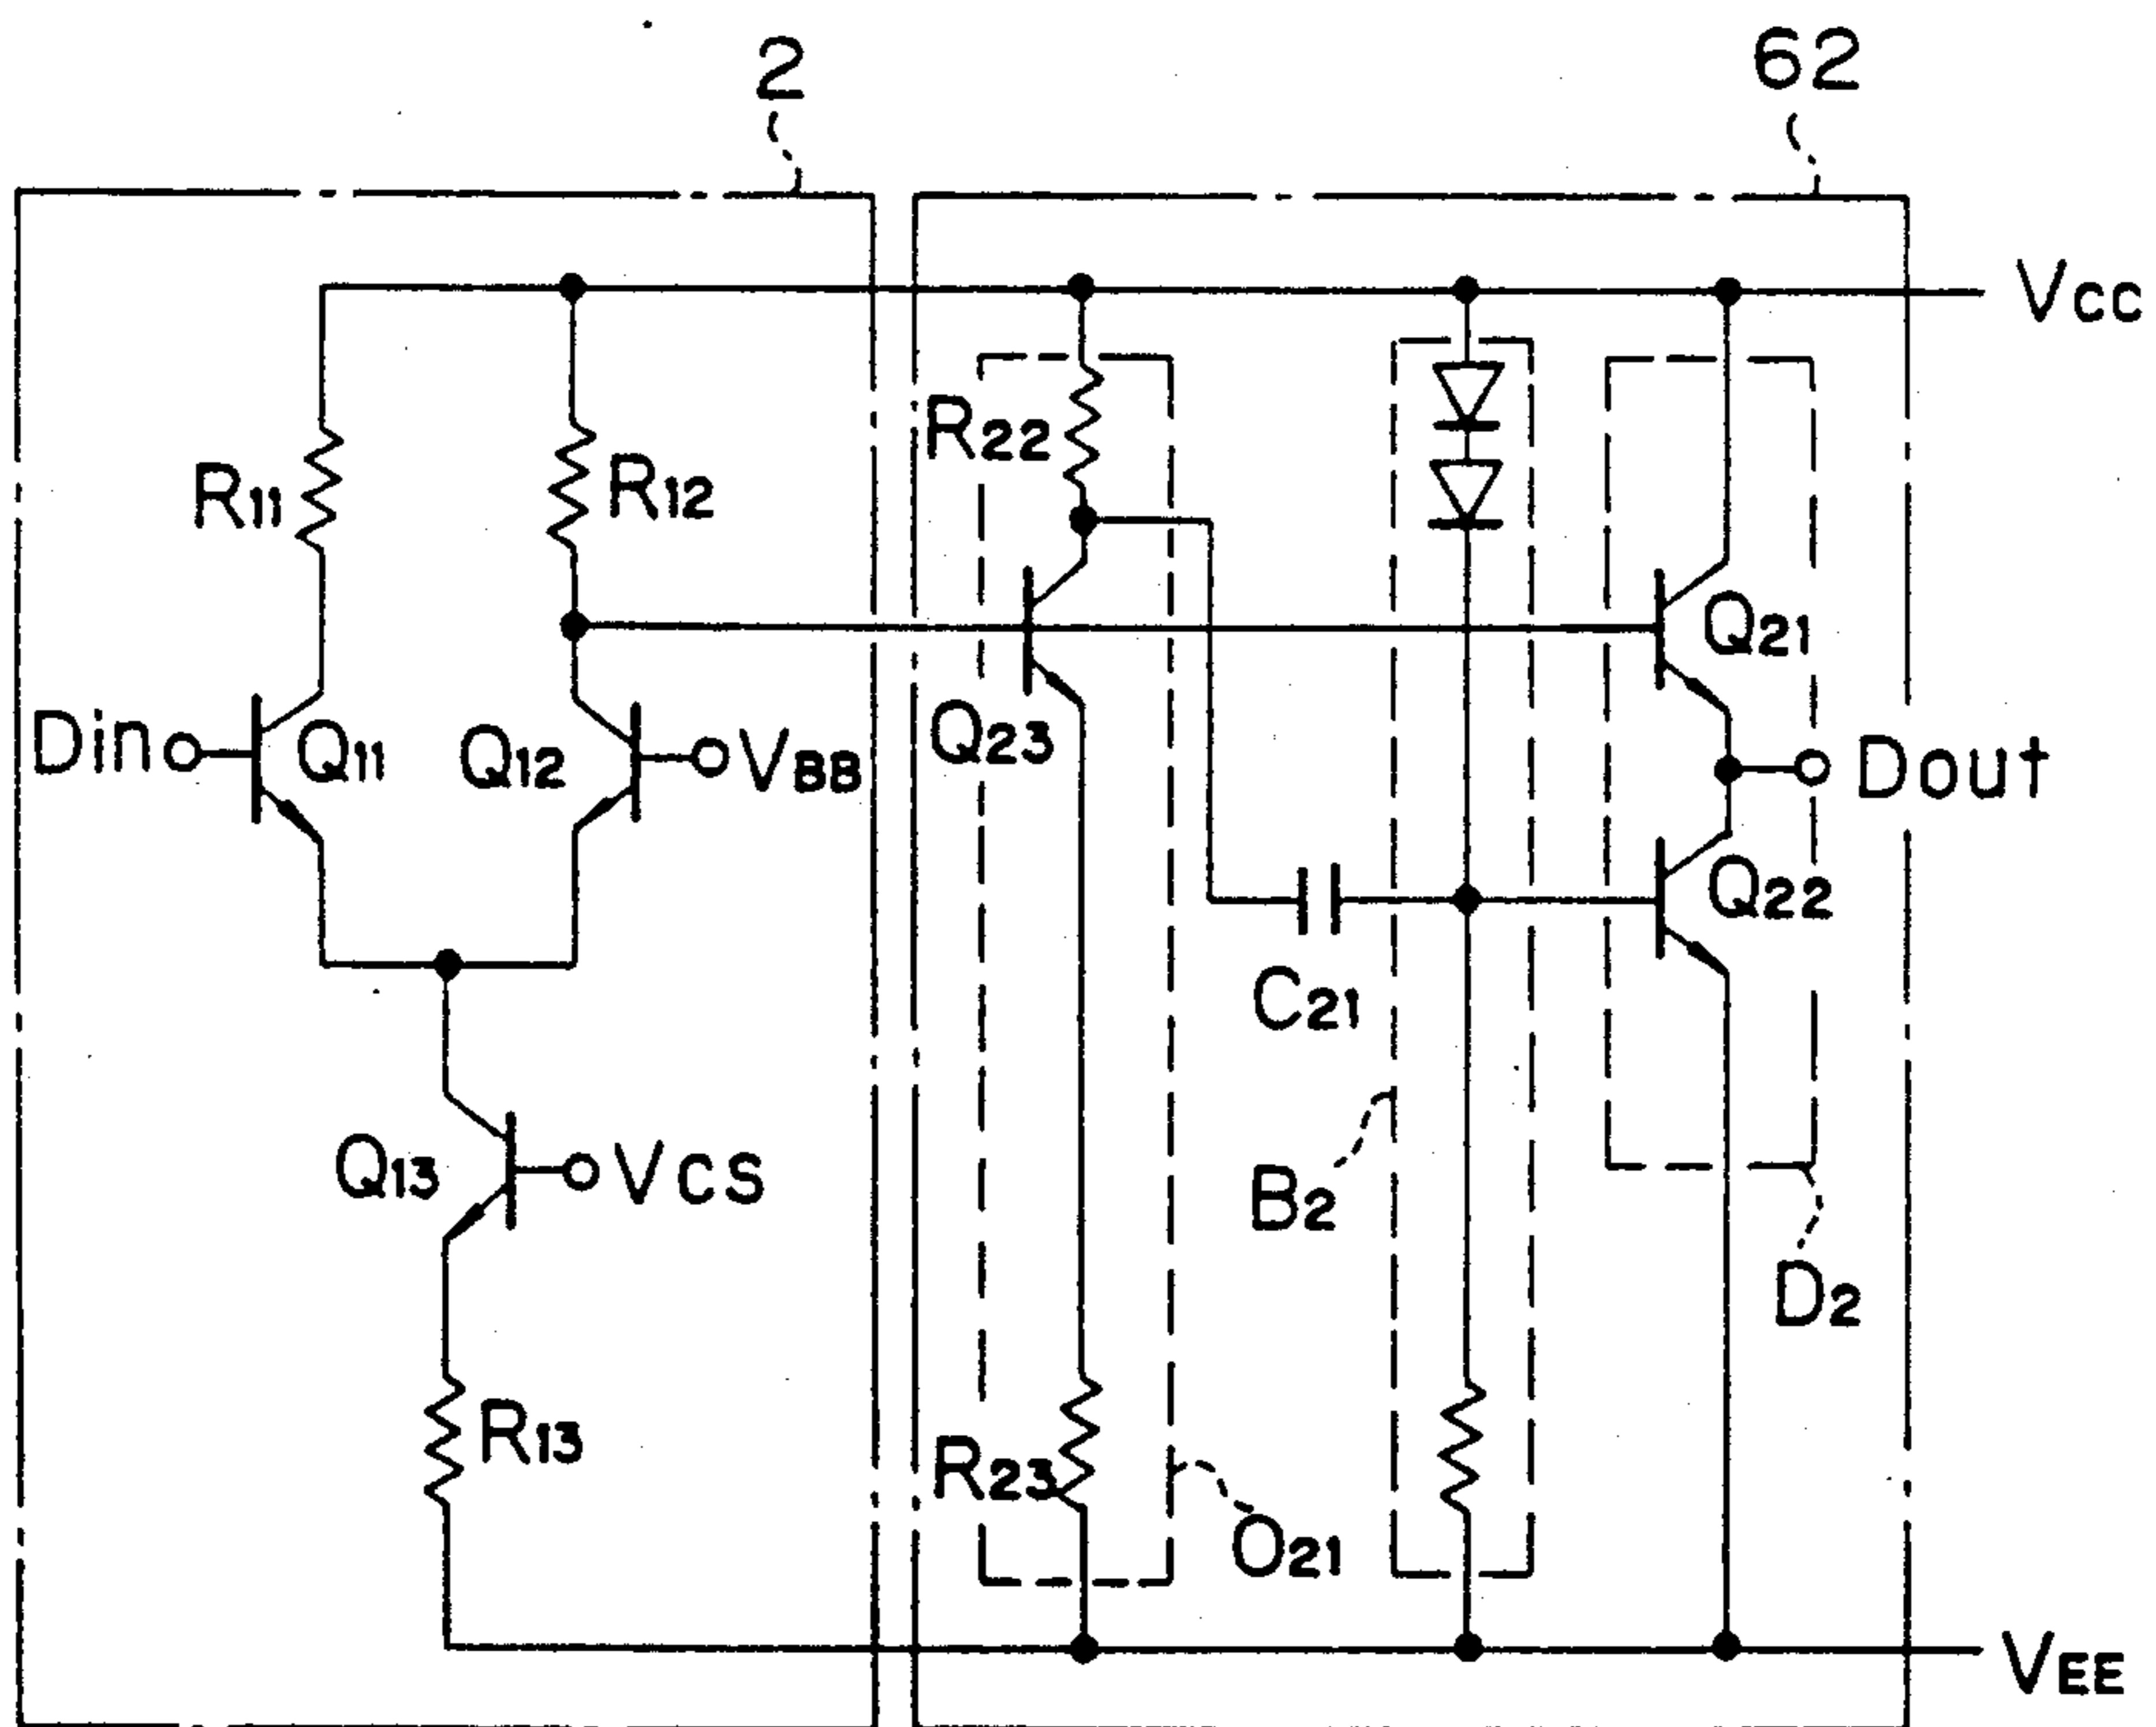 2
62
Vcc
R22
R11
R12
Q21
Din
Q11
Q12
VBB
Q23
Dout
Q22
C21
Q13
VCS
B2
D2
R13
R23
O21
VEE